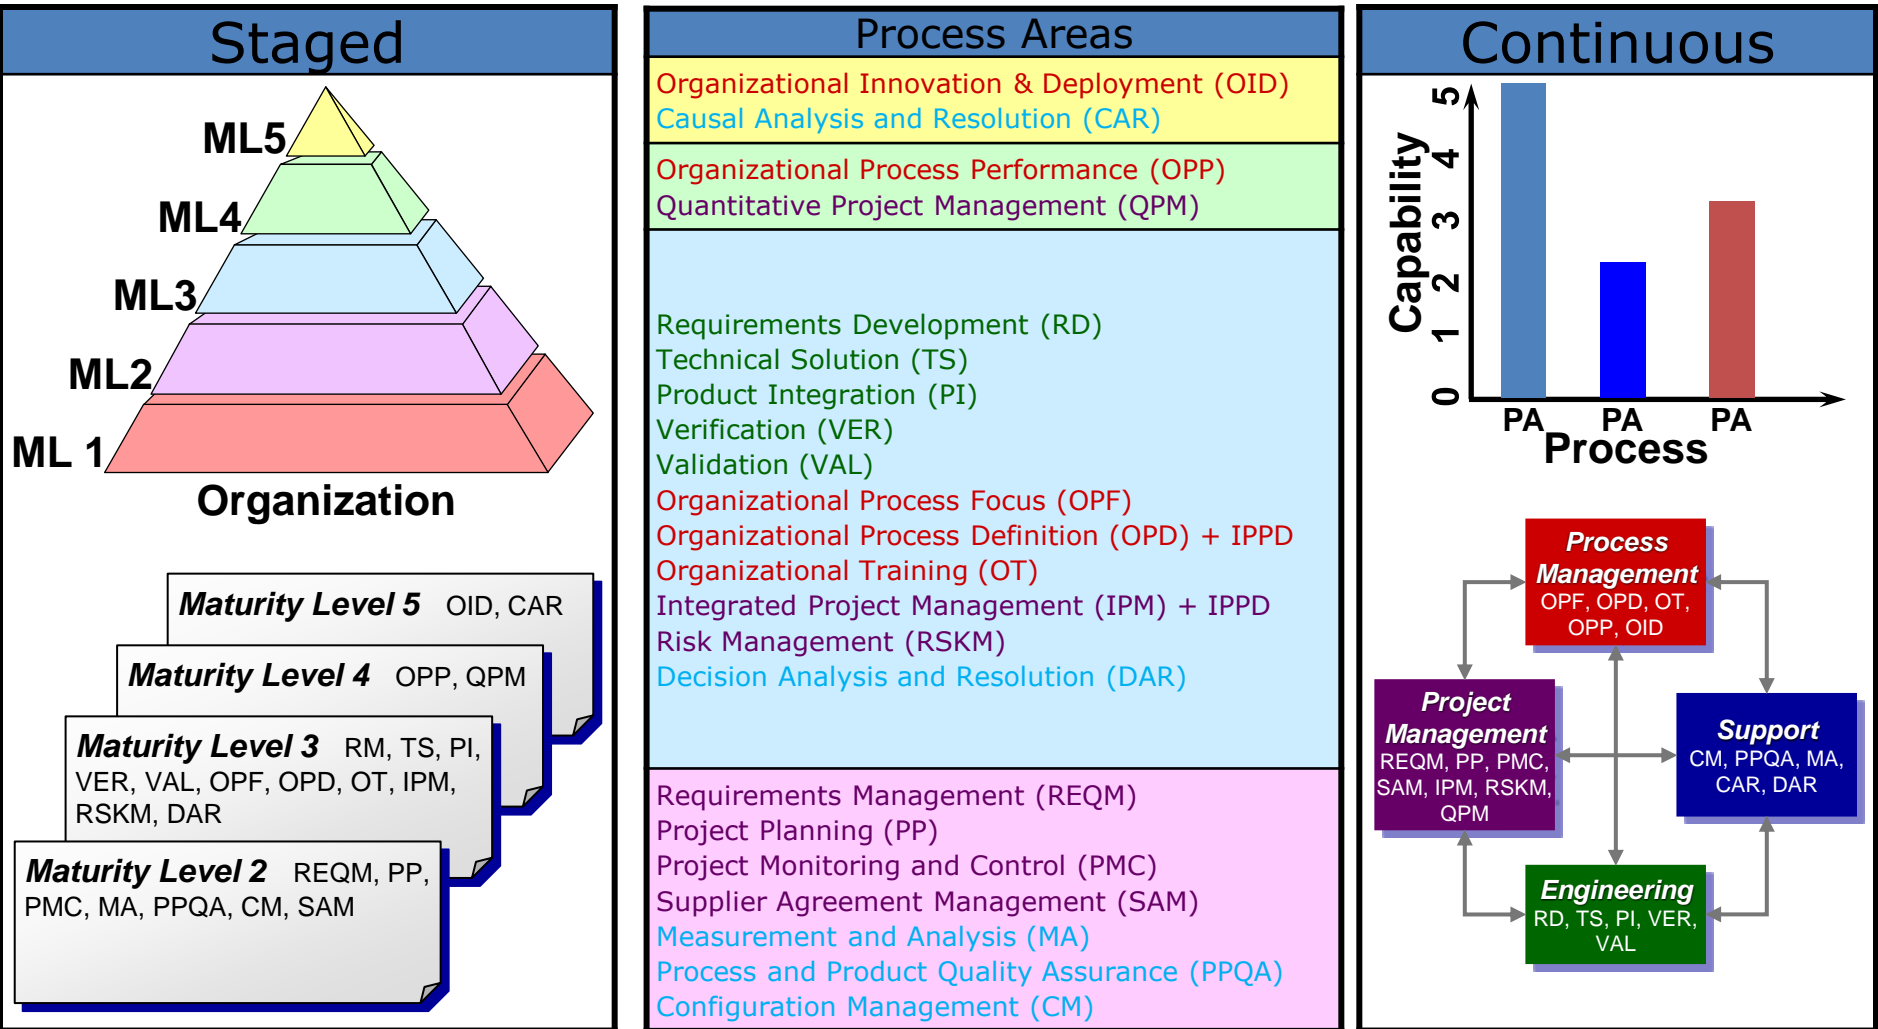 Staged
ML5
ML4
ML3
ML2
ML 1
Organization
Maturity Level 5 OID, CAR
Maturity Level 4 OPP, QPM
Maturity Level 3 RM, TS, PI,
VER, VAL, OPF, OPD, OT, IPM,
RSKM, DAR
Maturity Level 2 REQM, PP,
PMC, MA, PPQA, CM, SAM
Process Areas
Organizational Innovation & Deployment (OID)
Causal Analysis and Resolution (CAR)
Organizational Process Performance (OPP)
Quantitative Project Management (QPM)
Requirements Development (RD)
Technical Solution (TS)
Product Integration (PI)
Verification (VER)
Validation (VAL)
Organizational Process Focus (OPF)
Organizational Process Definition (OPD) + IPPD
Organizational Training (OT)
Integrated Project Management (IPM) + IPPD
Risk Management (RSKM)
Decision Analysis and Resolution (DAR)
Requirements Management (REQM)
Project Planning (PP)
Project Monitoring and Control (PMC)
Supplier Agreement Management (SAM)
Measurement and Analysis (MA)
Process and Product Quality Assurance (PPQA)
Configuration Management (CM)
Continuous
Capability
0 1 2 3 4 5
PA PA PA
Process
Process
Management
OPF, OPD, OT,
OPP, OID
Project
Management
REQM, PP, PMC,
SAM, IPM, RSKM,
QPM
Support
CM, PPQA, MA,
CAR, DAR
Engineering
RD, TS, PI, VER,
VAL